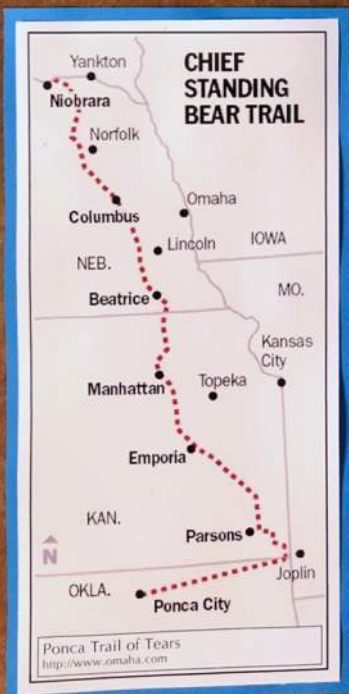 CHIEF
STANDING
BEAR TRAIL
Yankton
Niobrara
Norfolk
Columbus
Omaha
Lincoln
IOWA
NEB.
Beatrice
MO.
Kansas
City
Manhattan
Topeka
Emporia
KAN.
Parsons
N
Joplin
OKLA.
Ponca City
Ponca Trail of Tears
http://www.omaha.com